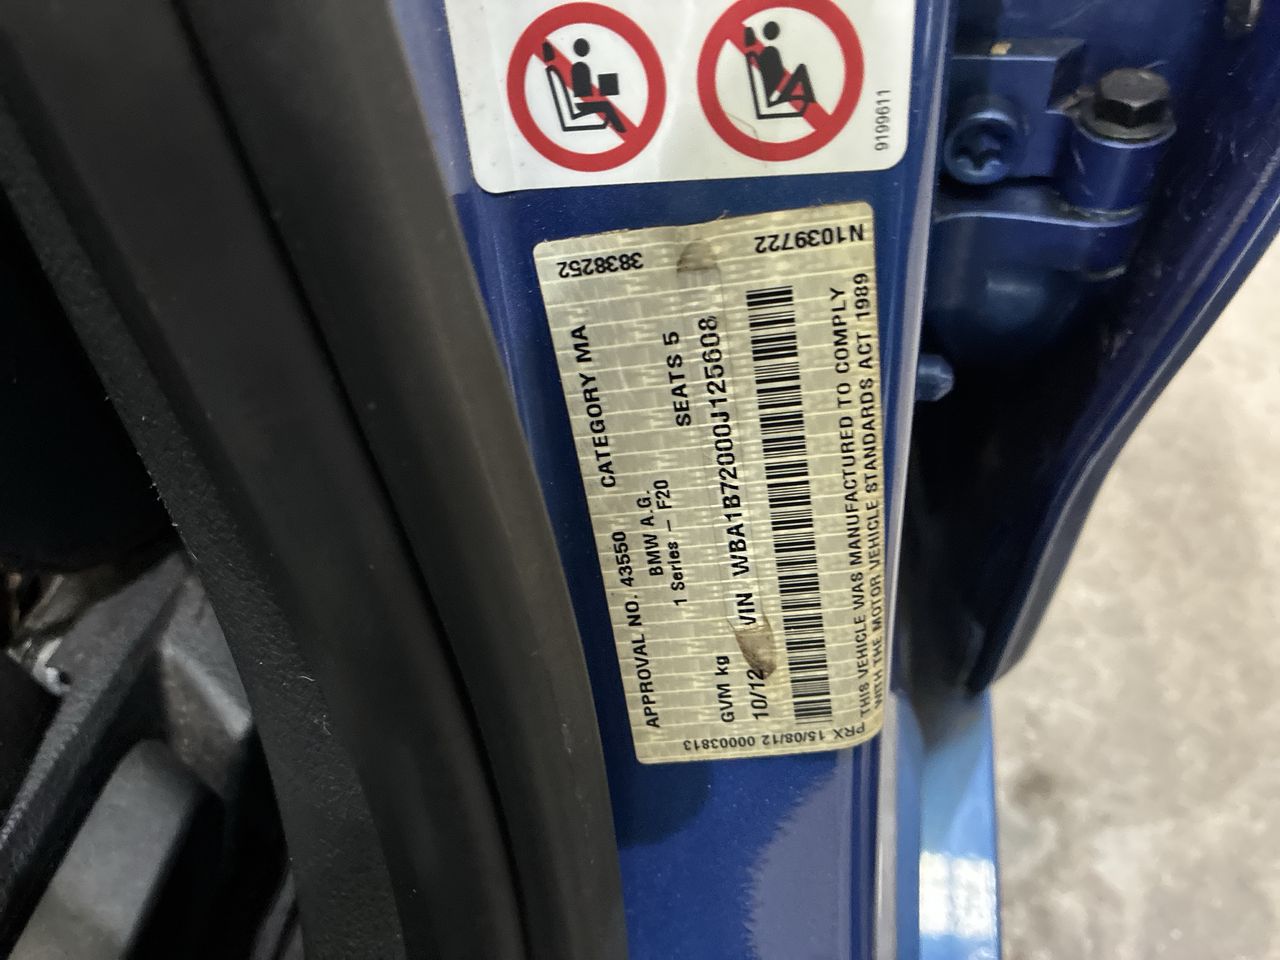 9199611
3838252
N1039722
APPROVAL NO. 43550 CATEGORY MA
BMW A.G.
1 Series - F20 SEATS 5
GVM kg
10/12 VIN WBA1B72000J125608
THIS VEHICLE WAS MANUFACTURED TO COMPLY
WITH THE MOTOR VEHICLE STANDARDS ACT 1989
PRX 15/08/12 00003813